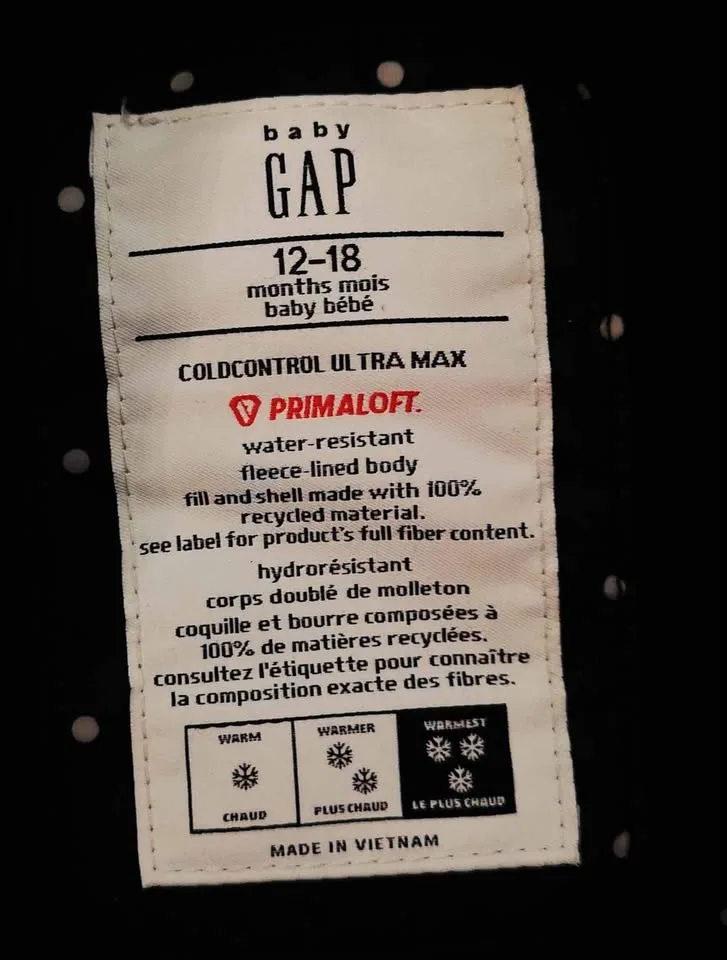 baby
GAP
12-18
months mois
baby bébé
COLDCONTROL ULTRA MAX
PRIMALOFT.
water-resistant
fleece-lined body
fill and shell made with 100%
recycled material.
see label for product's full fiber content.
hydrorésistant
corps doublé de molleton
coquille et bourre composées à
100% de matières recyclées.
consultez l'étiquette pour connaître
la composition exacte des fibres.
WARM WARMER WARMEST
CHAUD PLUS CHAUD LE PLUS CHAUD
MADE IN VIETNAM